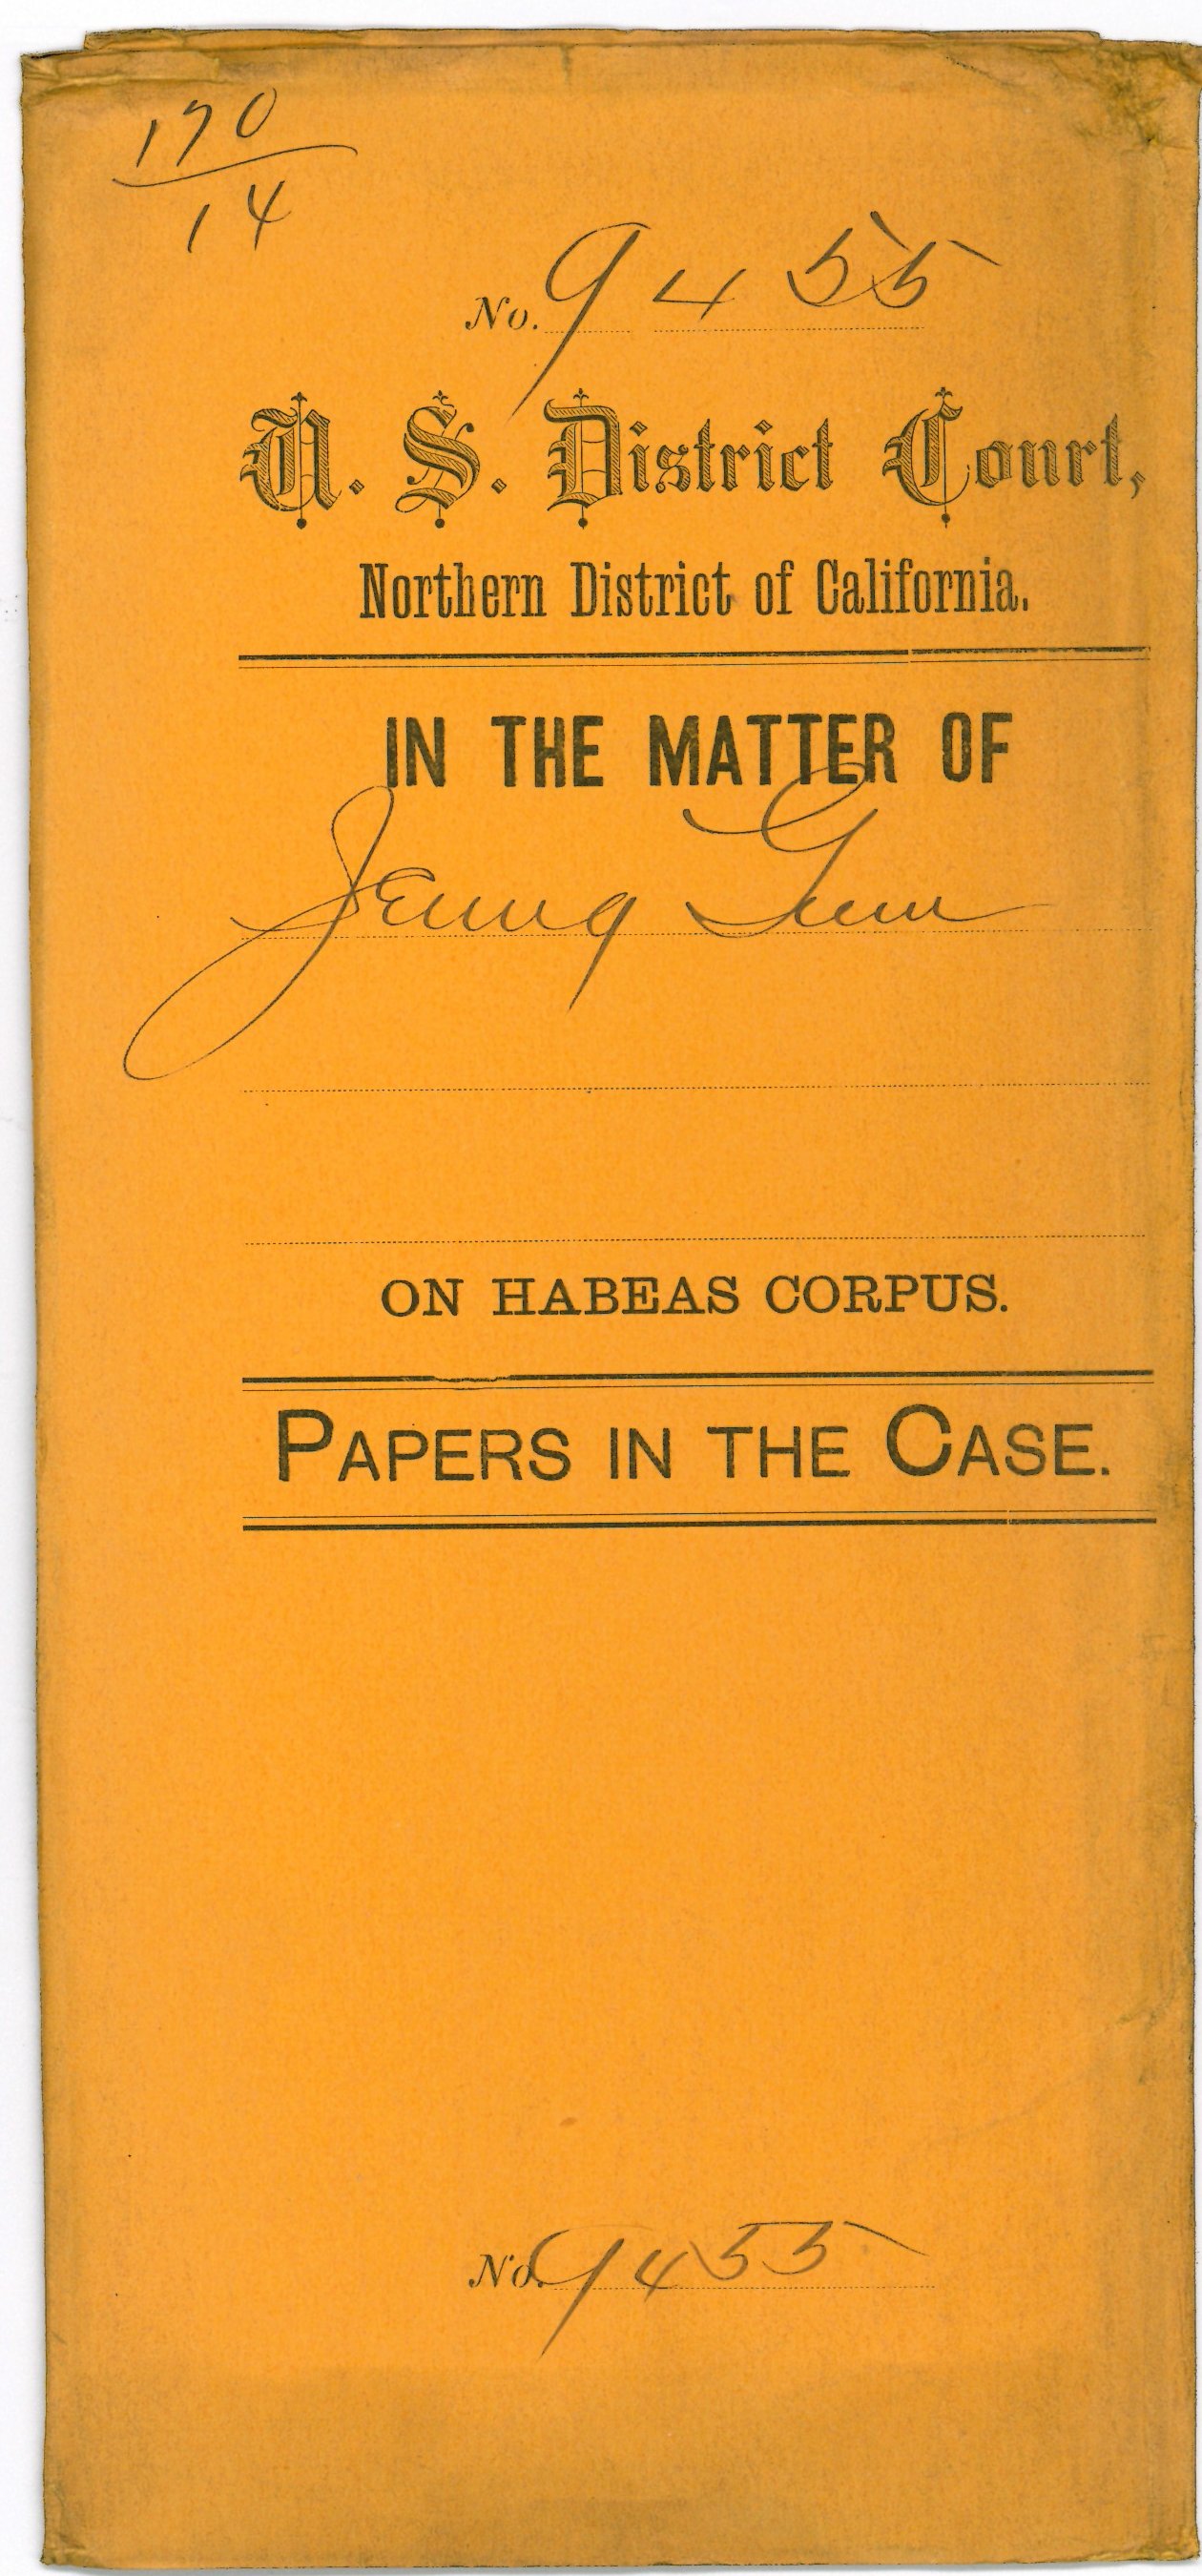 170
14
No. 9455
U. S. District Court,
Northern District of California.
IN THE MATTER OF
Jeung Gum
ON HABEAS CORPUS.
PAPERS IN THE CASE.
No. 9455